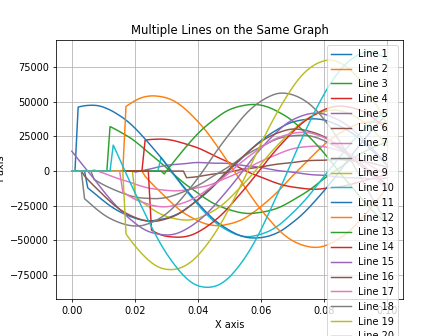 Multiple Lines on the Same Graph
75000
50000
25000
0
−25000
−50000
−75000
0.00
0.02
0.04
0.06
X axis
Line 1
Line 2
Line 3
Line 4
Line 6
Line 7
Line 8
Line 9
Line 10
Line 11
Line 12
Line 13
Line 14
Line 15
Line 16
Line 17
Line 18
Line 19
Line 20